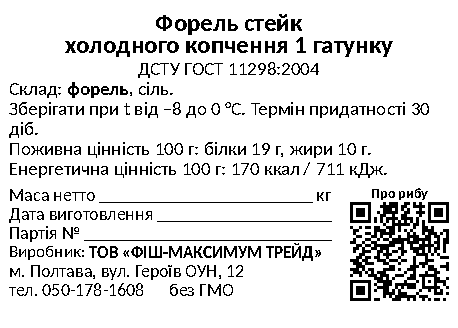 Форель стейк
холодного копчення 1 гатунку
ДСТУ ГОСТ 11298:2004
Склад: форель, сіль.
Зберігати при t від –8 до 0 °C. Термін придатності 30
діб.
Поживна цінність 100 г: білки 19 г, жири 10 г.
Енергетична цінність 100 г: 170 ккал / 711 кДж.
Маса нетто ______________________ кг
Дата виготовлення __________________
Партія № _________________________
Виробник: ТОВ «ФІШ-МАКСИМУМ ТРЕЙД»
м. Полтава, вул. Героїв ОУН, 12
тел. 050-178-1608 без ГМО
Про рибу